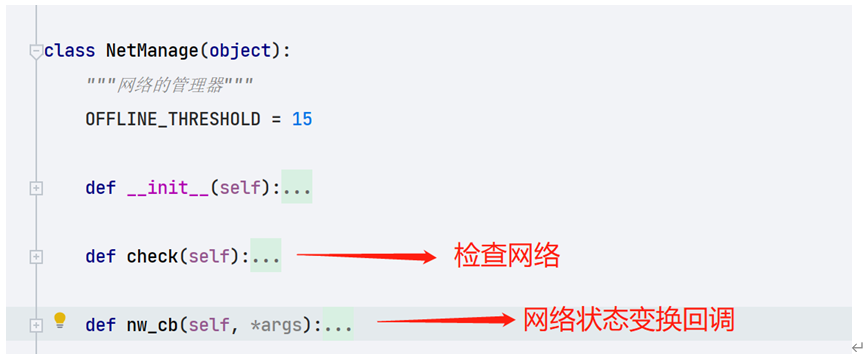 class NetManage(object):
"""网络的管理器"""
OFFLINE_THRESHOLD = 15
def __init__(self):...
def check(self):... 检查网络
def nw_cb(self, *args):... 网络状态变换回调